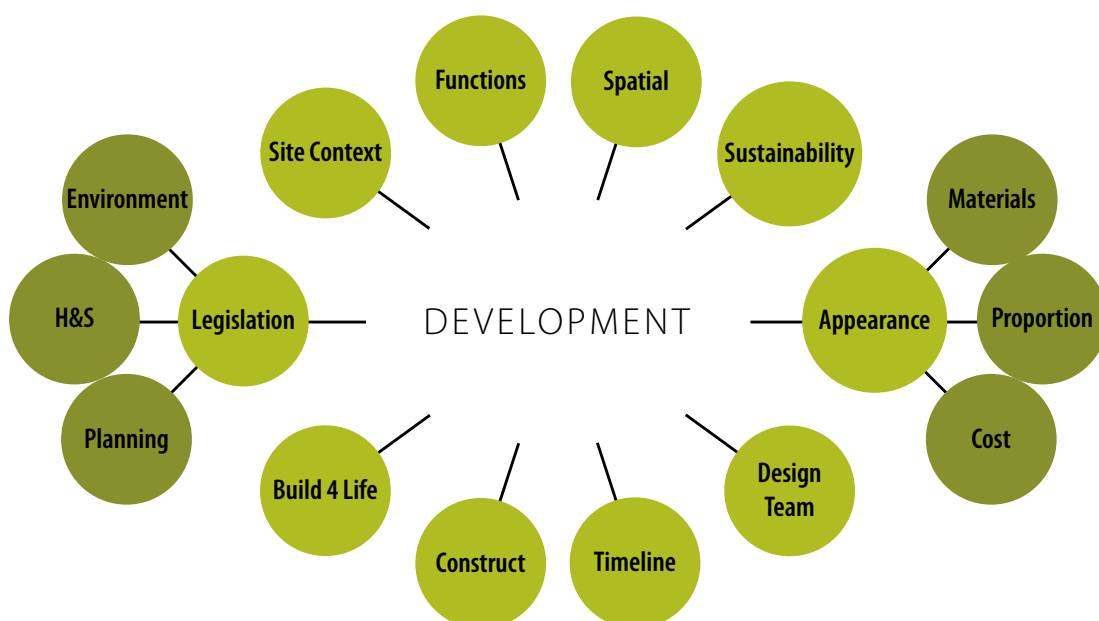 Functions
Spatial
Site Context
Sustainability
Environment
Materials
H&S
Legislation
DEVELOPMENT
Appearance
Proportion
Planning
Cost
Build 4 Life
Design
Team
Construct
Timeline